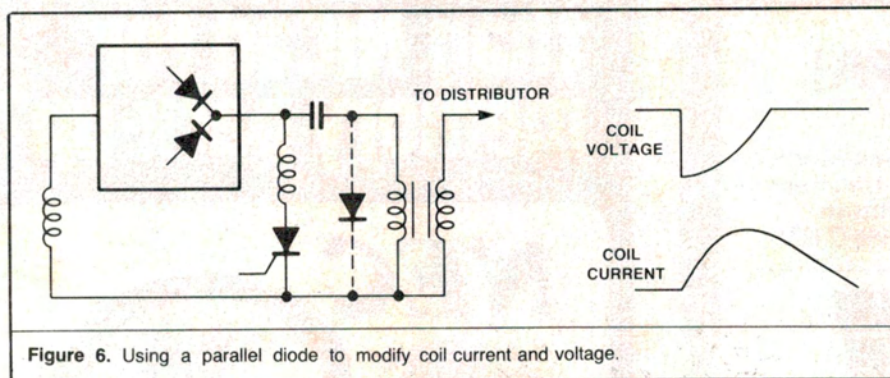 TO DISTRIBUTOR
COIL
VOLTAGE
COIL
CURRENT
Figure 6. Using a parallel diode to modify coil current and voltage.